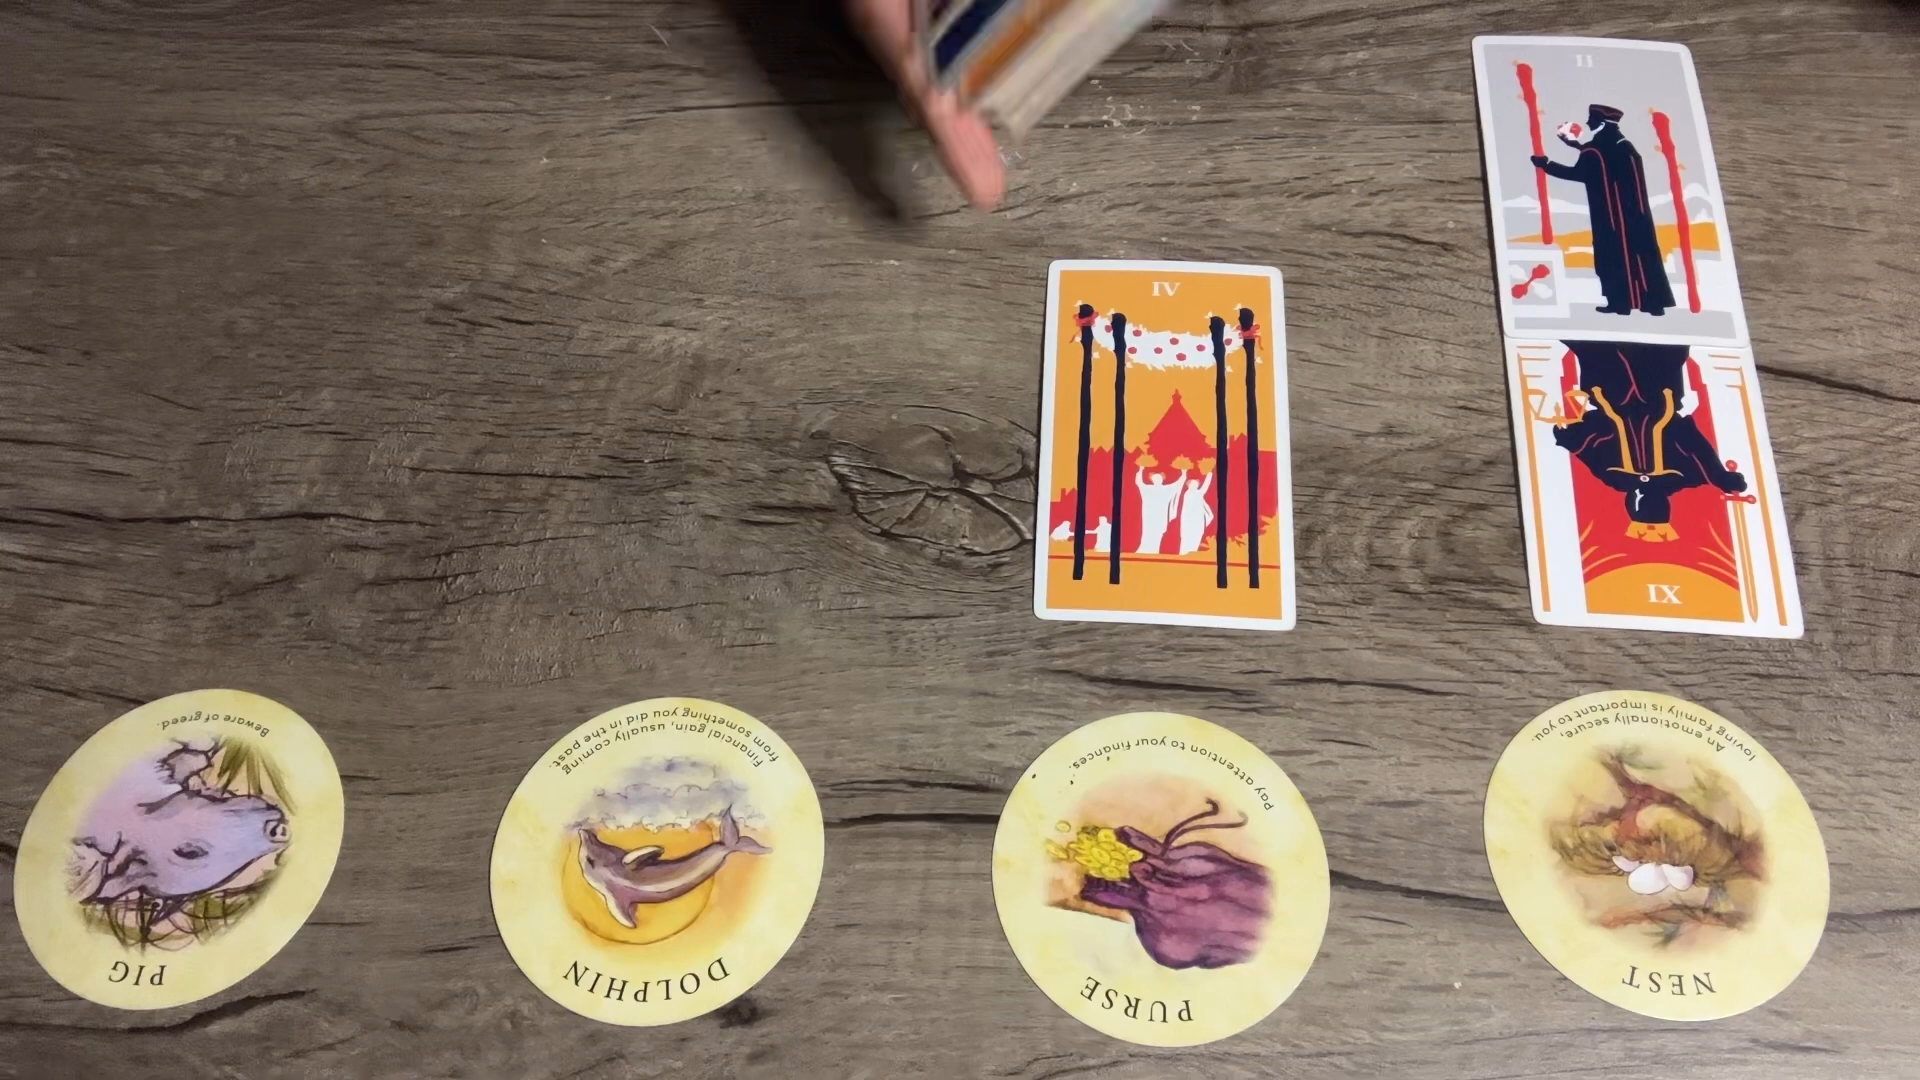 II
IV
XI
PIG
Beware of greed.
DOLPHIN
Financial gain, usually coming
from something you did in the past.
PURSE
Pay attention to your finances.
NEST
An emotionally secure,
loving family is important to you.